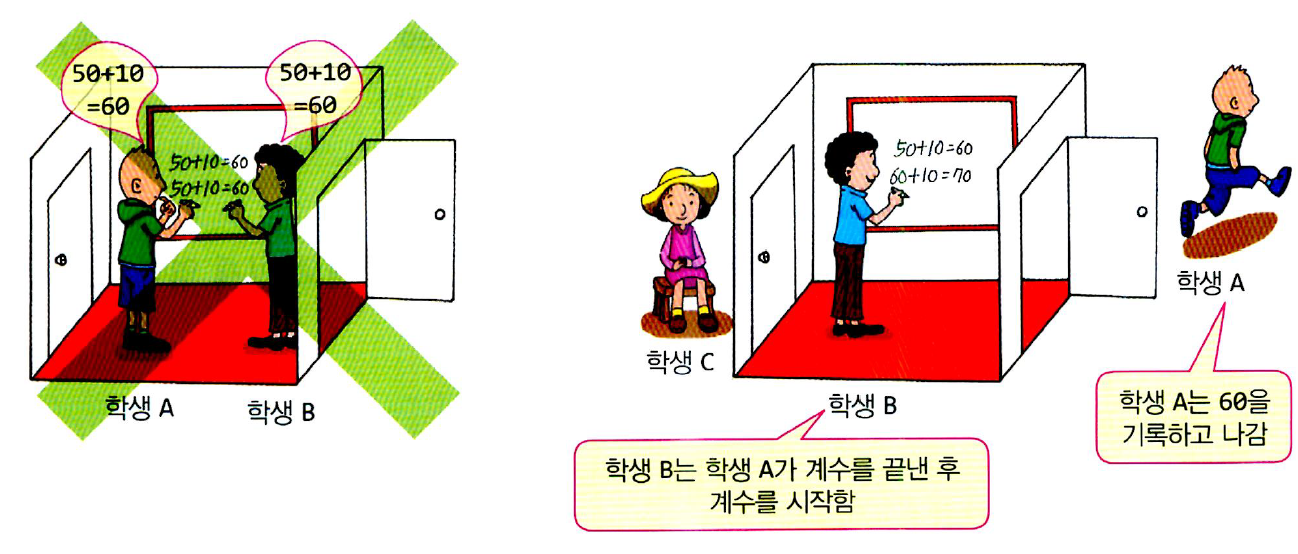 50+10
=60
50+10
=60
50+10=60
50+10=60
학생 A
학생 B
50+10=60
60+10=70
학생 C
학생 B
학생 A
학생 B는 학생 A가 계수를 끝낸 후
계수를 시작함
학생 A는 60을
기록하고 나감